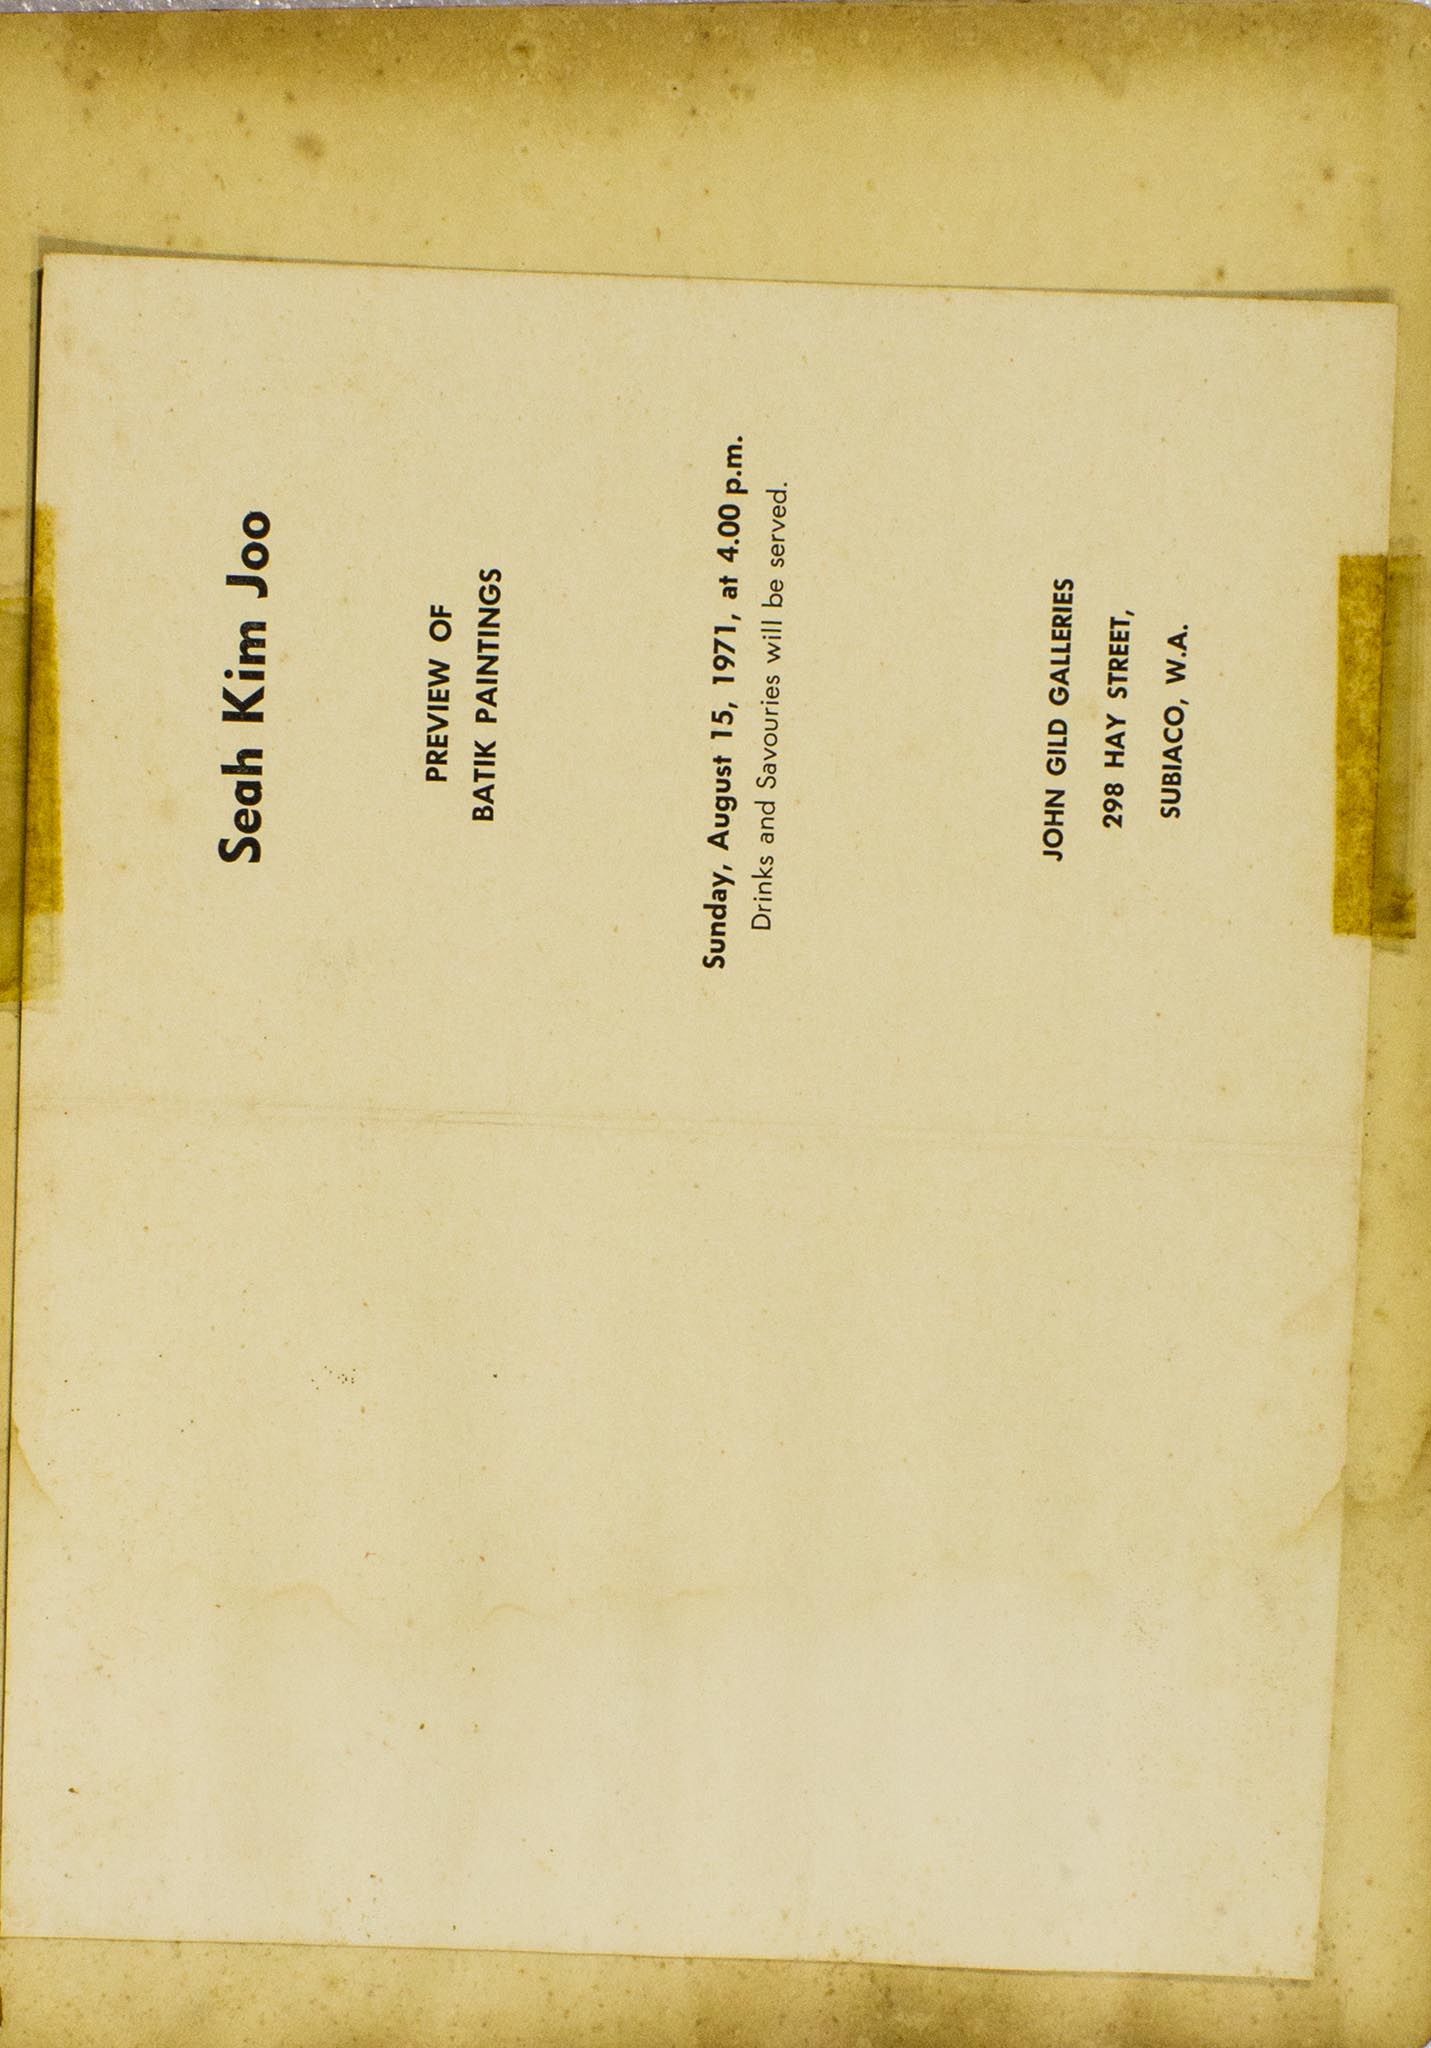 Seah Kim Joo
PREVIEW OF
BATIK PAINTINGS
Sunday, August 15, 1971, at 4.00 p.m.
Drinks and Savouries will be served.
JOHN GILD GALLERIES
298 HAY STREET,
SUBIACO, W.A.